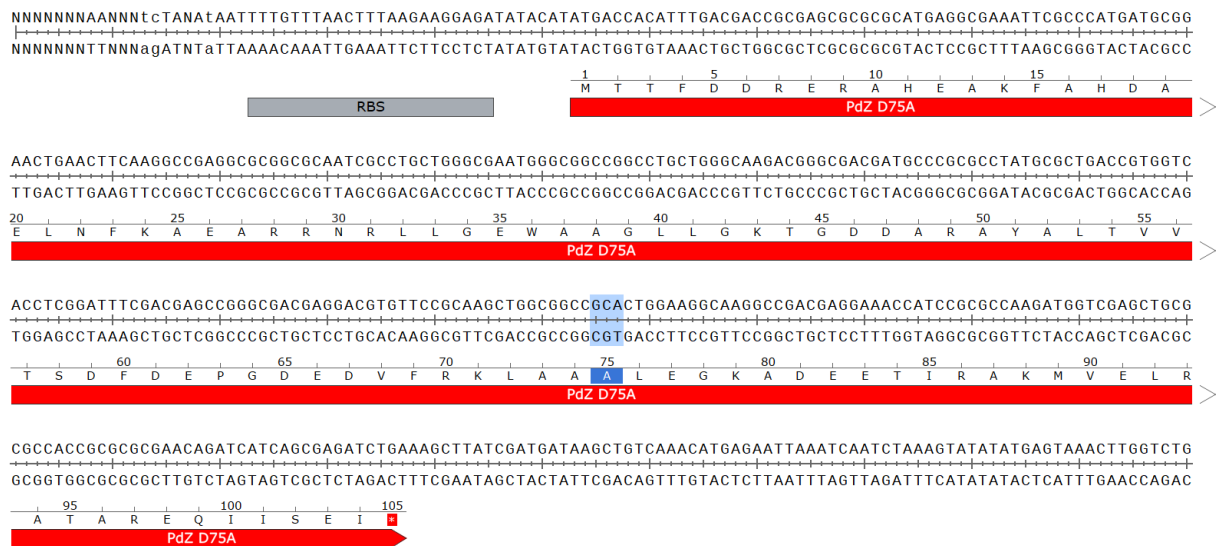 NNNNNNNAANNNtcTANAtAATTTTGTTTAACTTTAAGAAGGAGATATACATATGACCACATTTGACGACCGCGAGCGCGCGCATGAGGCGAAATTCGCCCATGATGCGG
NNNNNNNTTNNNagATNTaTTAAAACAAATTGAAATTCTTCCTCTATATGTATACTGGTGTAAACTGCTGGCGCTCGCGCGCGTACTCCGCTTTAAGCGGGTACTACGCC
1 5 10 15
M T T F D D R E R A H E A K F A H D A
RBS PdZ D75A
AACTGAACTTCAAGGCCGAGGCGCGGCGCAATCGCCTGCTGGGCGAATGGGCGGCCGGCCTGCTGGGCAAGACGGGCGACGATGCCCGCGCCTATGCGCTGACCGTGGTC
TTGACTTGAAGTTCCGGCTCCGCGCCGCGTTAGCGGACGACCCGCTTACCCGCCGGCCGGACGACCCGTTCTGCCCGCTGCTACGGGCGCGGATACGCGACTGGCACCAG
20 25 30 35 40 45 50 55
E L N F K A E A R R N R L L G E W A A G L L G K T G D D A R A Y A L T V V
PdZ D75A
ACCTCGGATTTCGACGAGCCGGGCGACGAGGACGTGTTCCGCAAGCTGGCGGCCGCACTGGAAGGCAAGGCCGACGAGGAAACCATCCGCGCCAAGATGGTCGAGCTGCG
TGGAGCCTAAAGCTGCTCGGCCCGCTGCTCCTGCACAAGGCGTTCGACCGCCGGCGTGACCTTCCGTTCCGGCTGCTCCTTTGGTAGGCGCGGTTCTACCAGCTCGACGC
60 65 70 75 80 85 90
T S D F D E P G D E D V F R K L A A A L E G K A D E E T I R A K M V E L R
PdZ D75A
CGCCACCGCGCGCGAACAGATCATCAGCGAGATCTGAAAGCTTATCGATGATAAGCTGTCAAACATGAGAATTAAATCAATCTAAAGTATATATGAGTAAACTTGGTCTG
GCGGTGGCGCGCGCTTGTCTAGTAGTCGCTCTAGACTTTCGAATAGCTACTATTCGACAGTTTGTACTCTTAATTTAGTTAGATTTCATATATACTCATTTGAACCAGAC
95 100 105
A T A R E Q I I S E I *
PdZ D75A